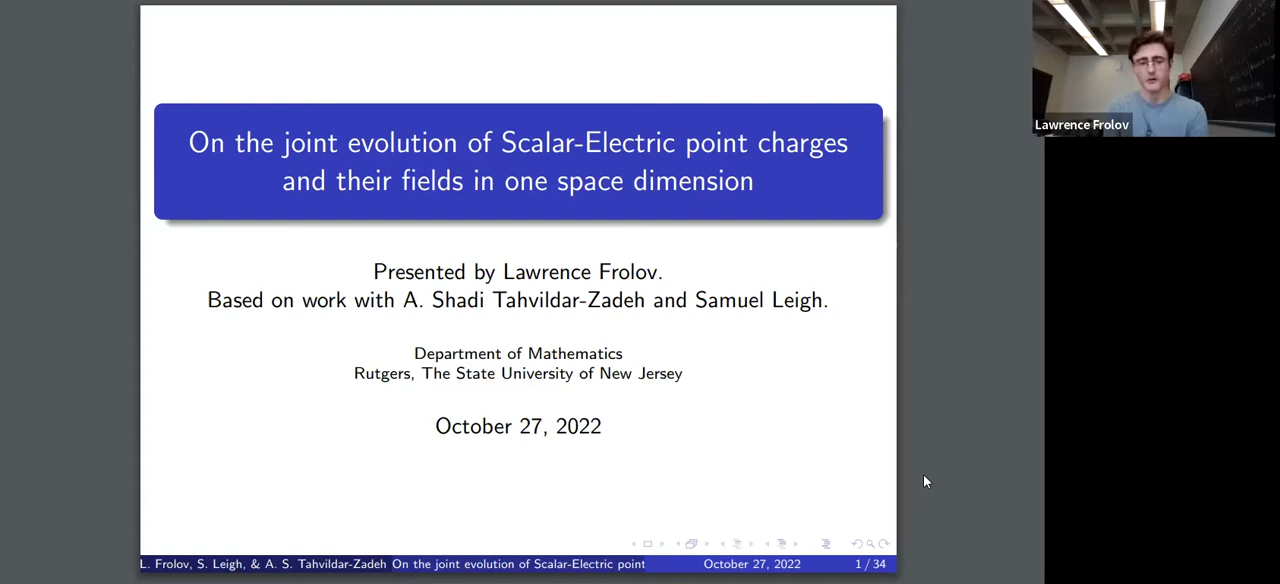 On the joint evolution of Scalar-Electric point charges
and their fields in one space dimension
Presented by Lawrence Frolov.
Based on work with A. Shadi Tahvildar-Zadeh and Samuel Leigh.
Department of Mathematics
Rutgers, The State University of New Jersey
October 27, 2022
L. Frolov, S. Leigh, & A. S. Tahvildar-Zadeh On the joint evolution of Scalar-Electric point October 27, 2022 1 / 34
Lawrence Frolov